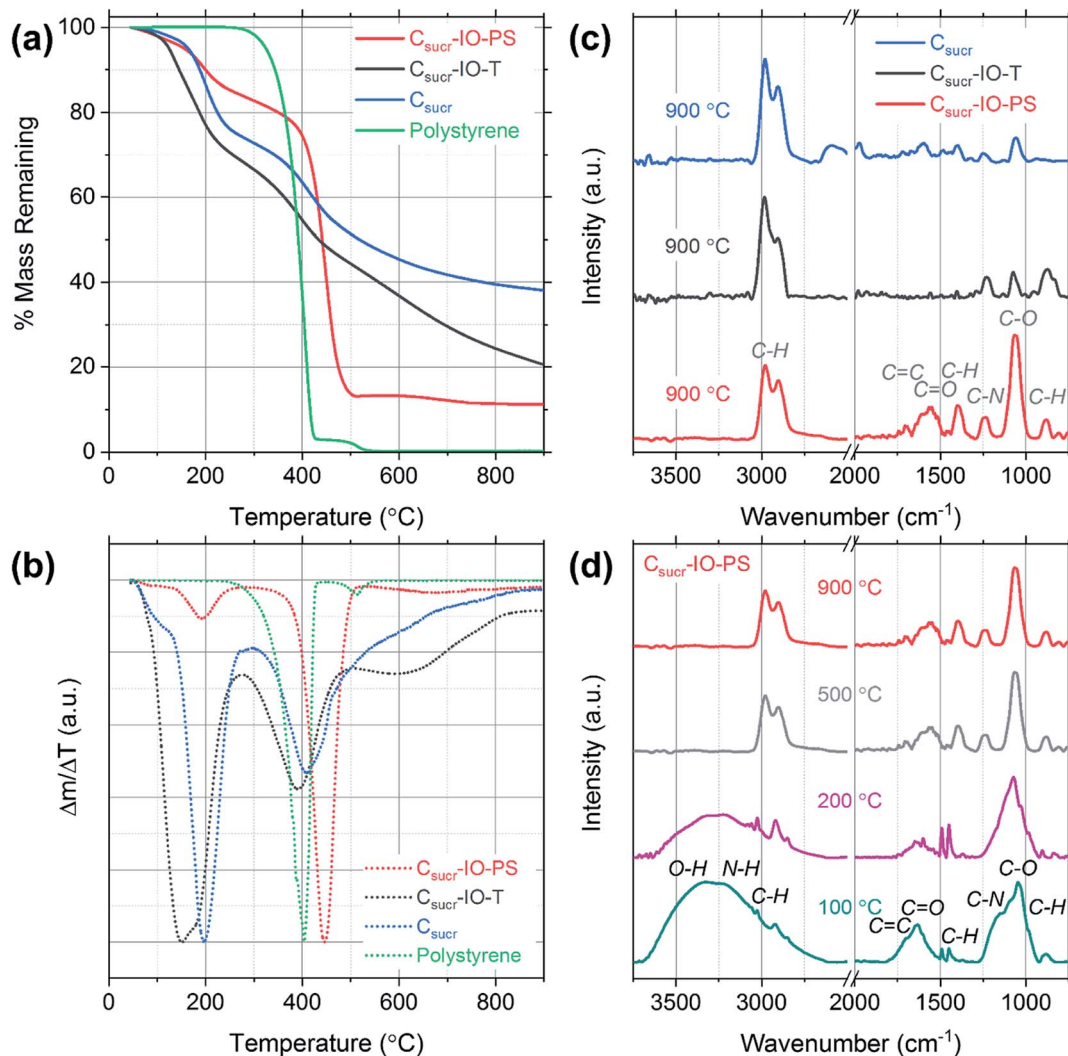 (a)
% Mass Remaining
100
80
60
40
20
0
C_sucr-IO-PS
C_sucr-IO-T
C_sucr
Polystyrene
0 200 400 600 800
Temperature (°C)
(c)
Intensity (a.u.)
C_sucr
C_sucr-IO-T
C_sucr-IO-PS
900 °C
900 °C
900 °C
C-H
C=C
C-H
C=O
C-N
C-O
C-H
3500 3000 2500 2000 1500 1000
Wavenumber (cm⁻¹)
(b)
Δm/ΔT (a.u.)
C_sucr-IO-PS
C_sucr-IO-T
C_sucr
Polystyrene
0 200 400 600 800
Temperature (°C)
(d)
Intensity (a.u.)
C_sucr-IO-PS
900 °C
500 °C
200 °C
100 °C
O-H
N-H
C-H
C=C
C=O
C-H
C-N
C-O
C-H
3500 3000 2500 2000 1500 1000
Wavenumber (cm⁻¹)